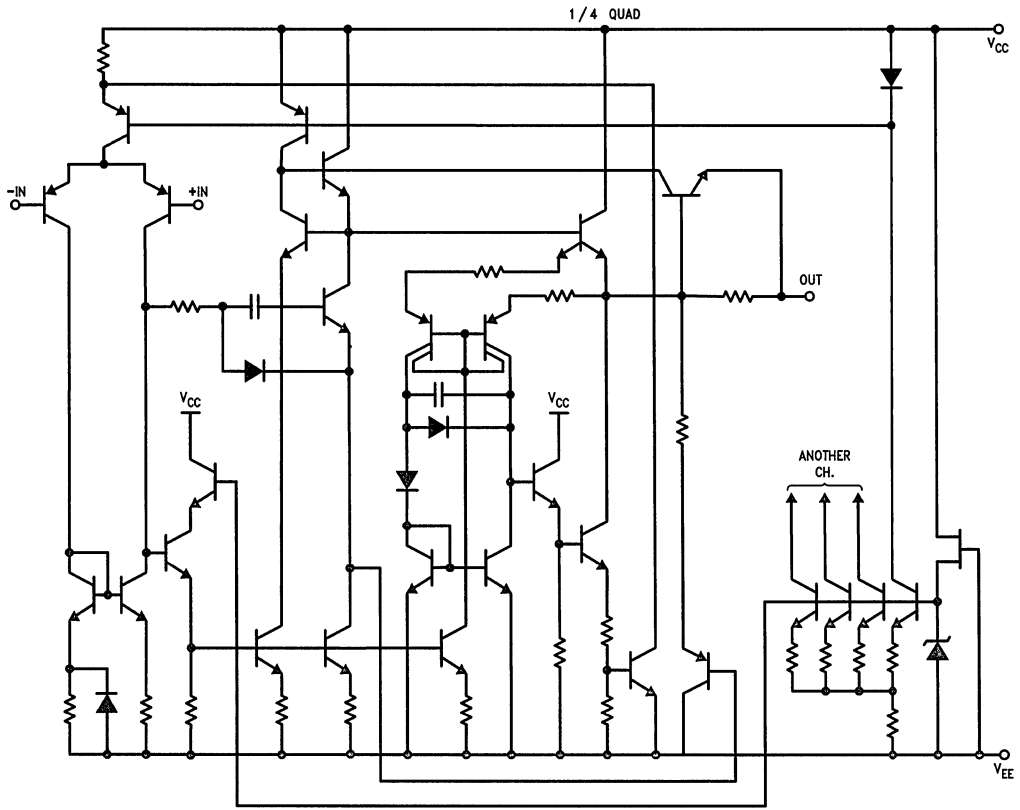 1/4 QUAD
VCC
-IN
+IN
OUT
VCC
VCC
ANOTHER
CH.
VEE